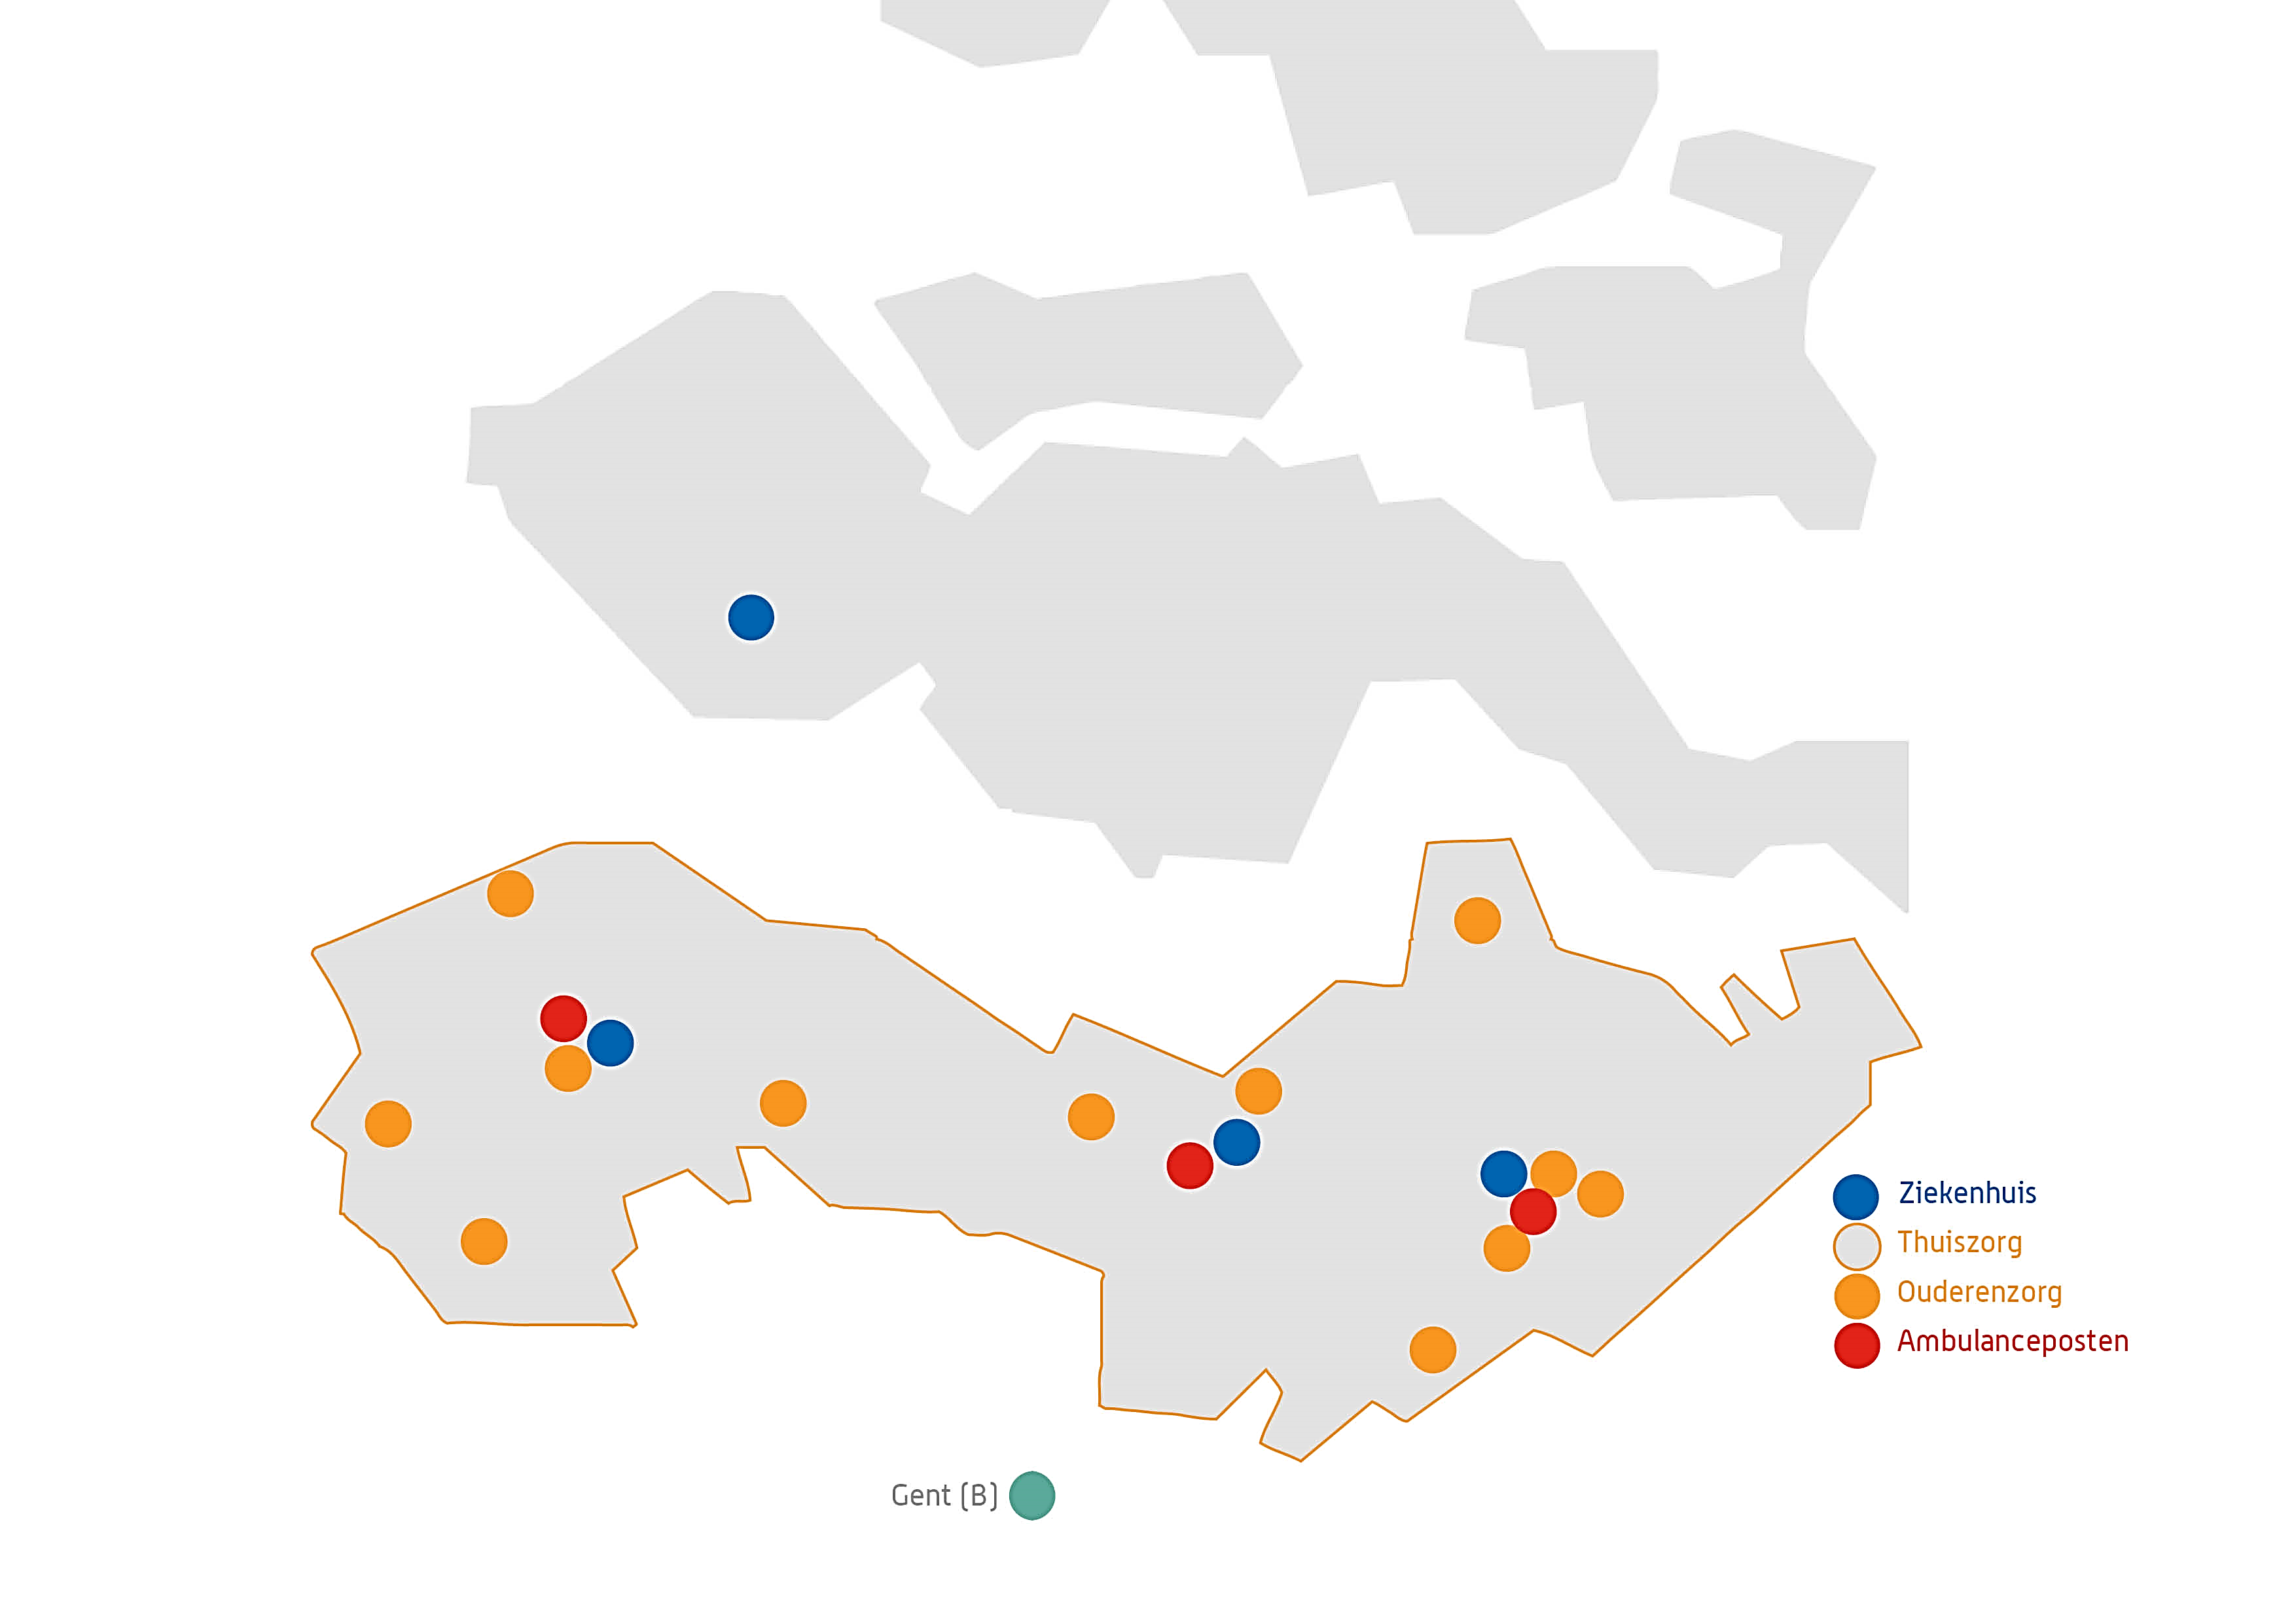 Ziekenhuis
Thuiszorg
Ouderenzorg
Ambulanceposten
Gent (B)